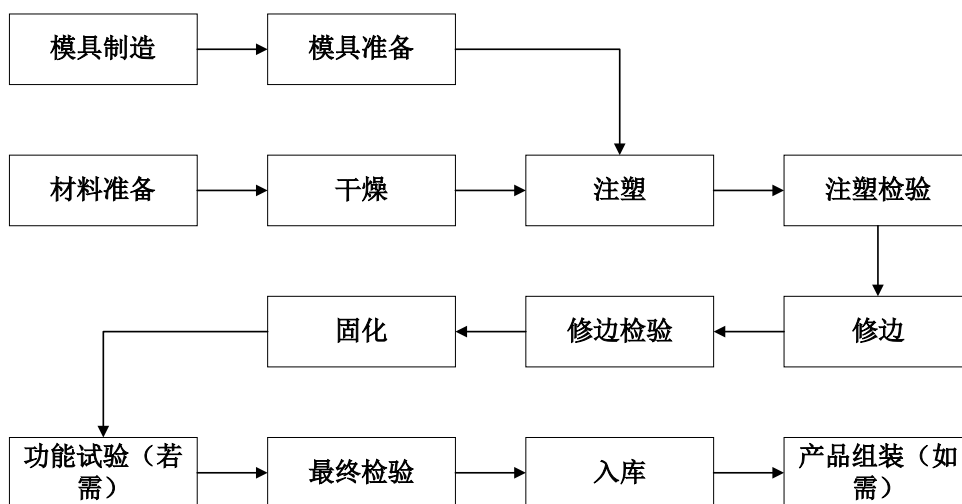 模具制造
模具准备
材料准备
干燥
注塑
注塑检验
固化
修边检验
修边
功能试验（若
需）
最终检验
入库
产品组装（如
需）